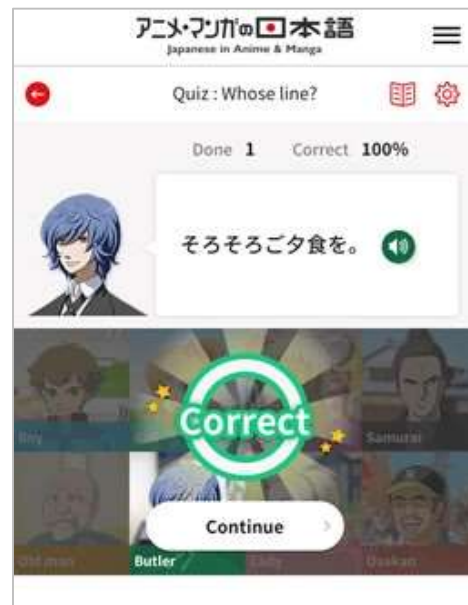 アニメ・マンガの日本語
Japanese in Anime & Manga
Quiz : Whose line?
Done 1 Correct 100%
そろそろご夕食を。
Boy
Samurai
Correct
Old man
Butler
Lady
Osakan
Continue